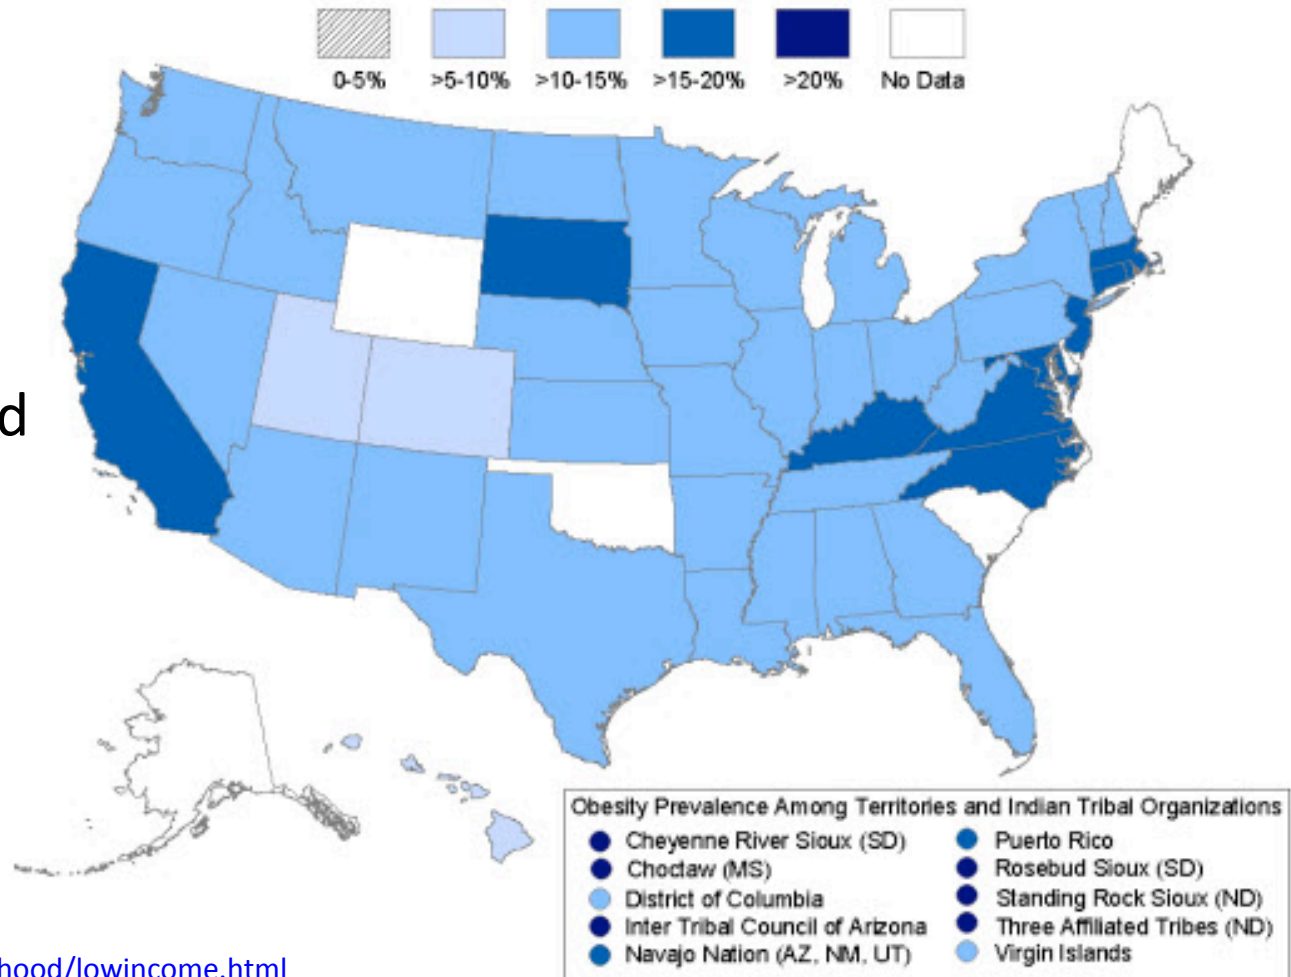 0-5% >5-10% >10-15% >15-20% >20% No Data
d
Obesity Prevalence Among Territories and Indian Tribal Organizations
Cheyenne River Sioux (SD)
Choctaw (MS)
District of Columbia
Inter Tribal Council of Arizona
Navajo Nation (AZ, NM, UT)
Puerto Rico
Rosebud Sioux (SD)
Standing Rock Sioux (ND)
Three Affiliated Tribes (ND)
Virgin Islands
hood/lowincome.html